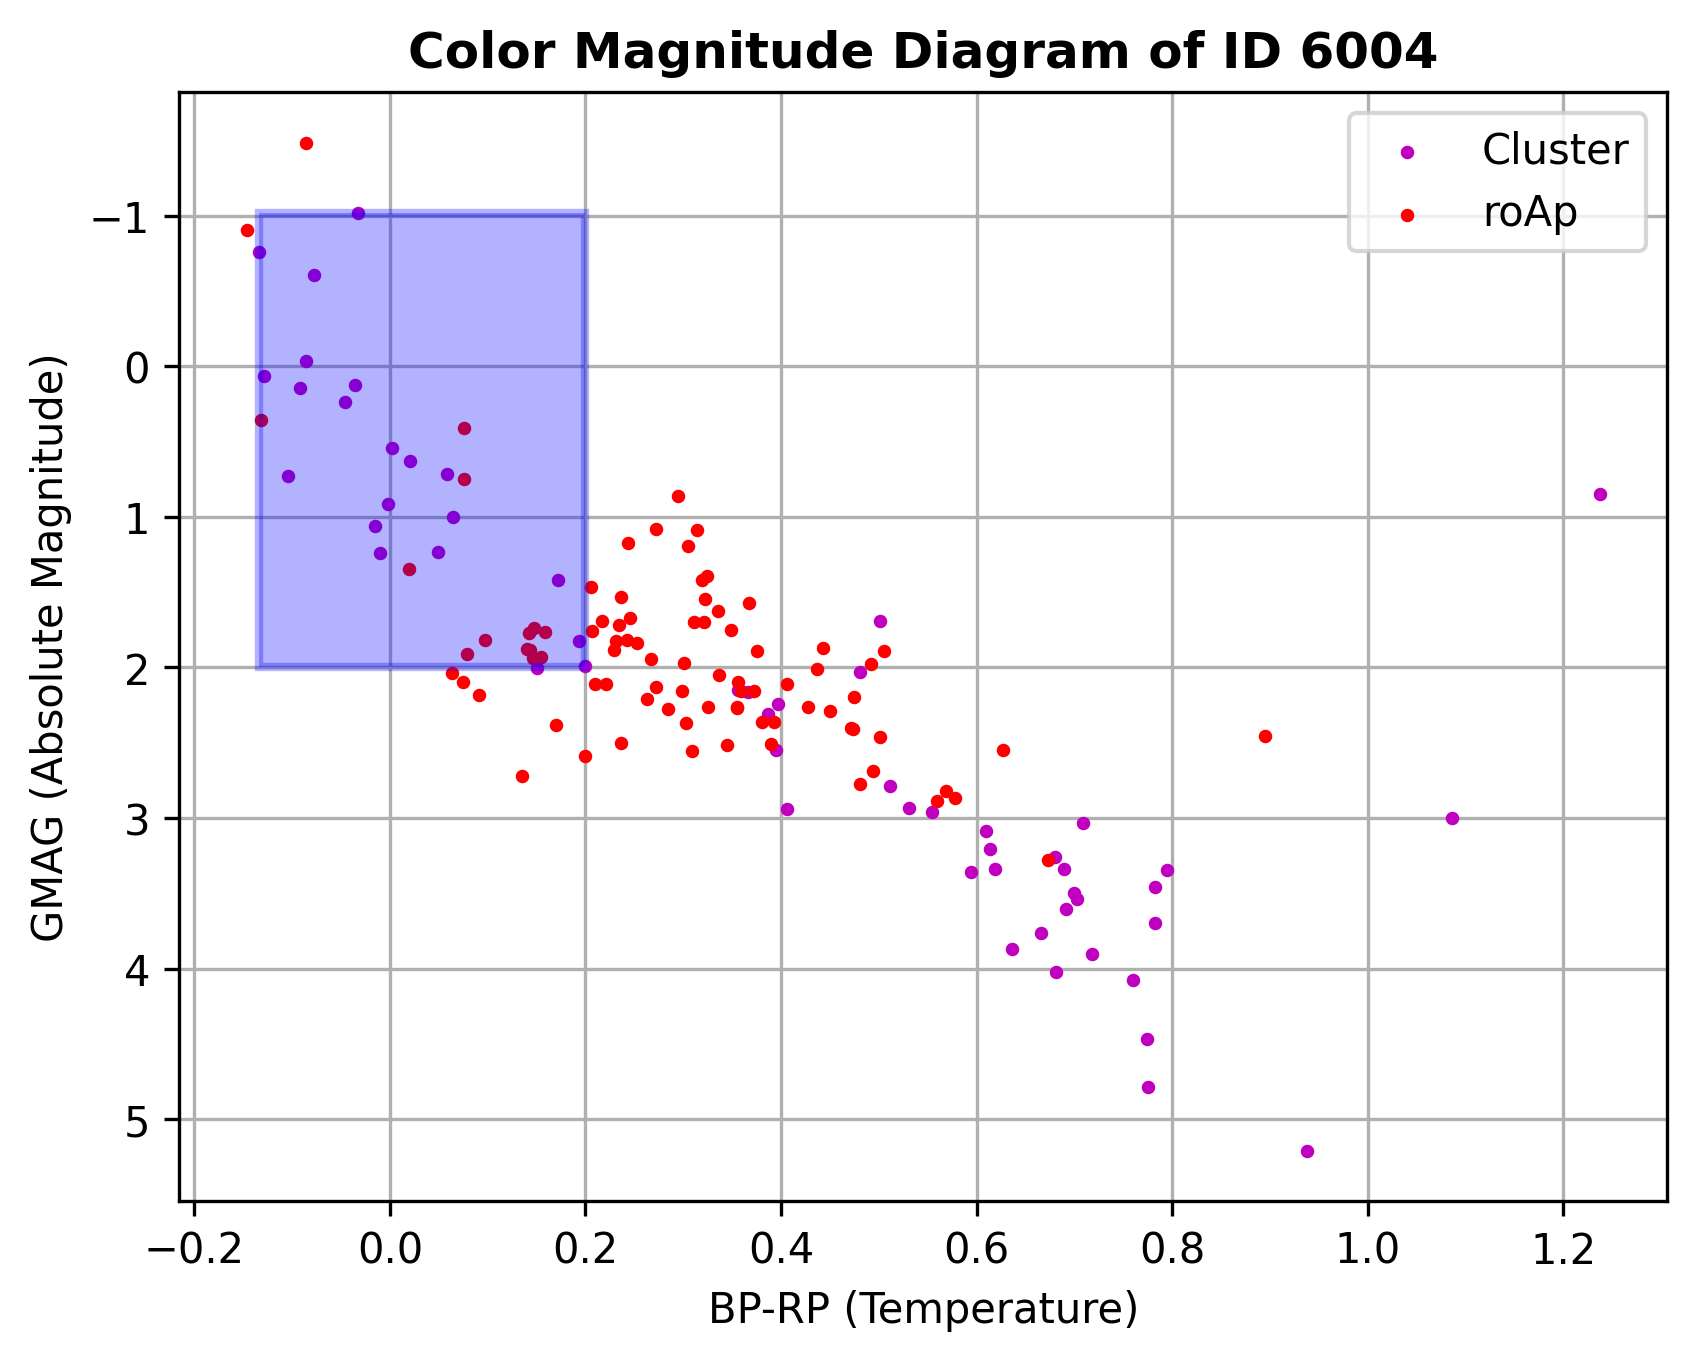 Color Magnitude Diagram of ID 6004
Cluster
roAp
−1
0
1
2
3
4
5
GMAG (Absolute Magnitude)
−0.2 0.0 0.2 0.4 0.6 0.8 1.0 1.2
BP-RP (Temperature)